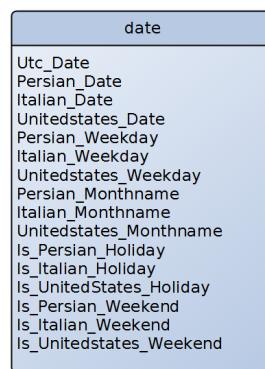 date
Utc_Date
Persian_Date
Italian_Date
Unitedstates_Date
Persian_Weekday
Italian_Weekday
Unitedstates_Weekday
Persian_Monthname
Italian_Monthname
Unitedstates_Monthname
Is_Persian_Holiday
Is_Italian_Holiday
Is_UnitedStates_Holiday
Is_Persian_Weekend
Is_Italian_Weekend
Is_Unitedstates_Weekend